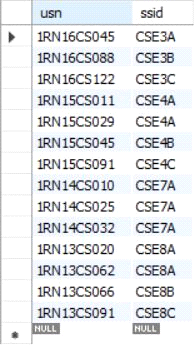 usn ssid
1RN16CS045 CSE3A
1RN16CS088 CSE3B
1RN16CS122 CSE3C
1RN15CS011 CSE4A
1RN15CS029 CSE4A
1RN15CS045 CSE4B
1RN15CS091 CSE4C
1RN14CS010 CSE7A
1RN14CS025 CSE7A
1RN14CS032 CSE7A
1RN13CS020 CSE8A
1RN13CS062 CSE8A
1RN13CS066 CSE8B
1RN13CS091 CSE8C
NULL NULL